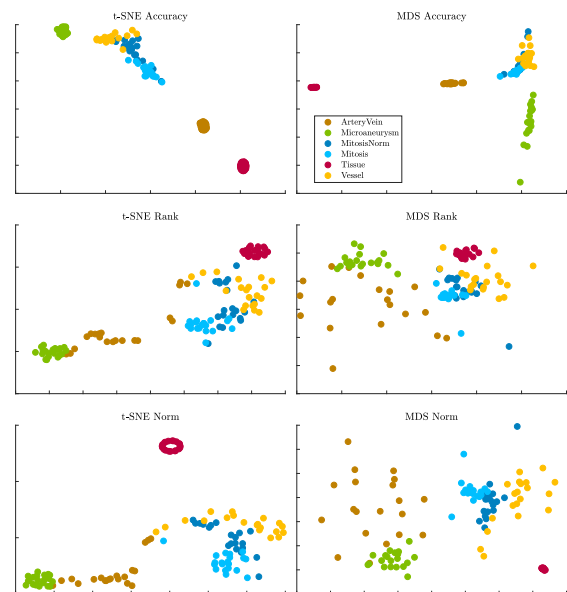 t-SNE Accuracy
MDS Accuracy
ArteryVein
Microaneurysm
MitosisNorm
Mitosis
Tissue
Vessel
t-SNE Rank
MDS Rank
t-SNE Norm
MDS Norm